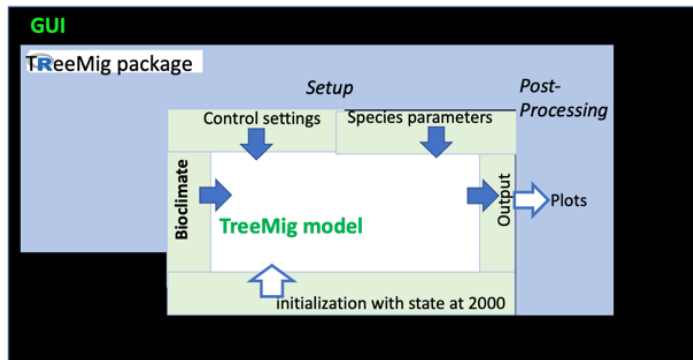 GUI
TReeMig package
Setup
Post-
Processing
Control settings
Species parameters
Bioclimate
TreeMig model
Output
Plots
Initialization with state at 2000